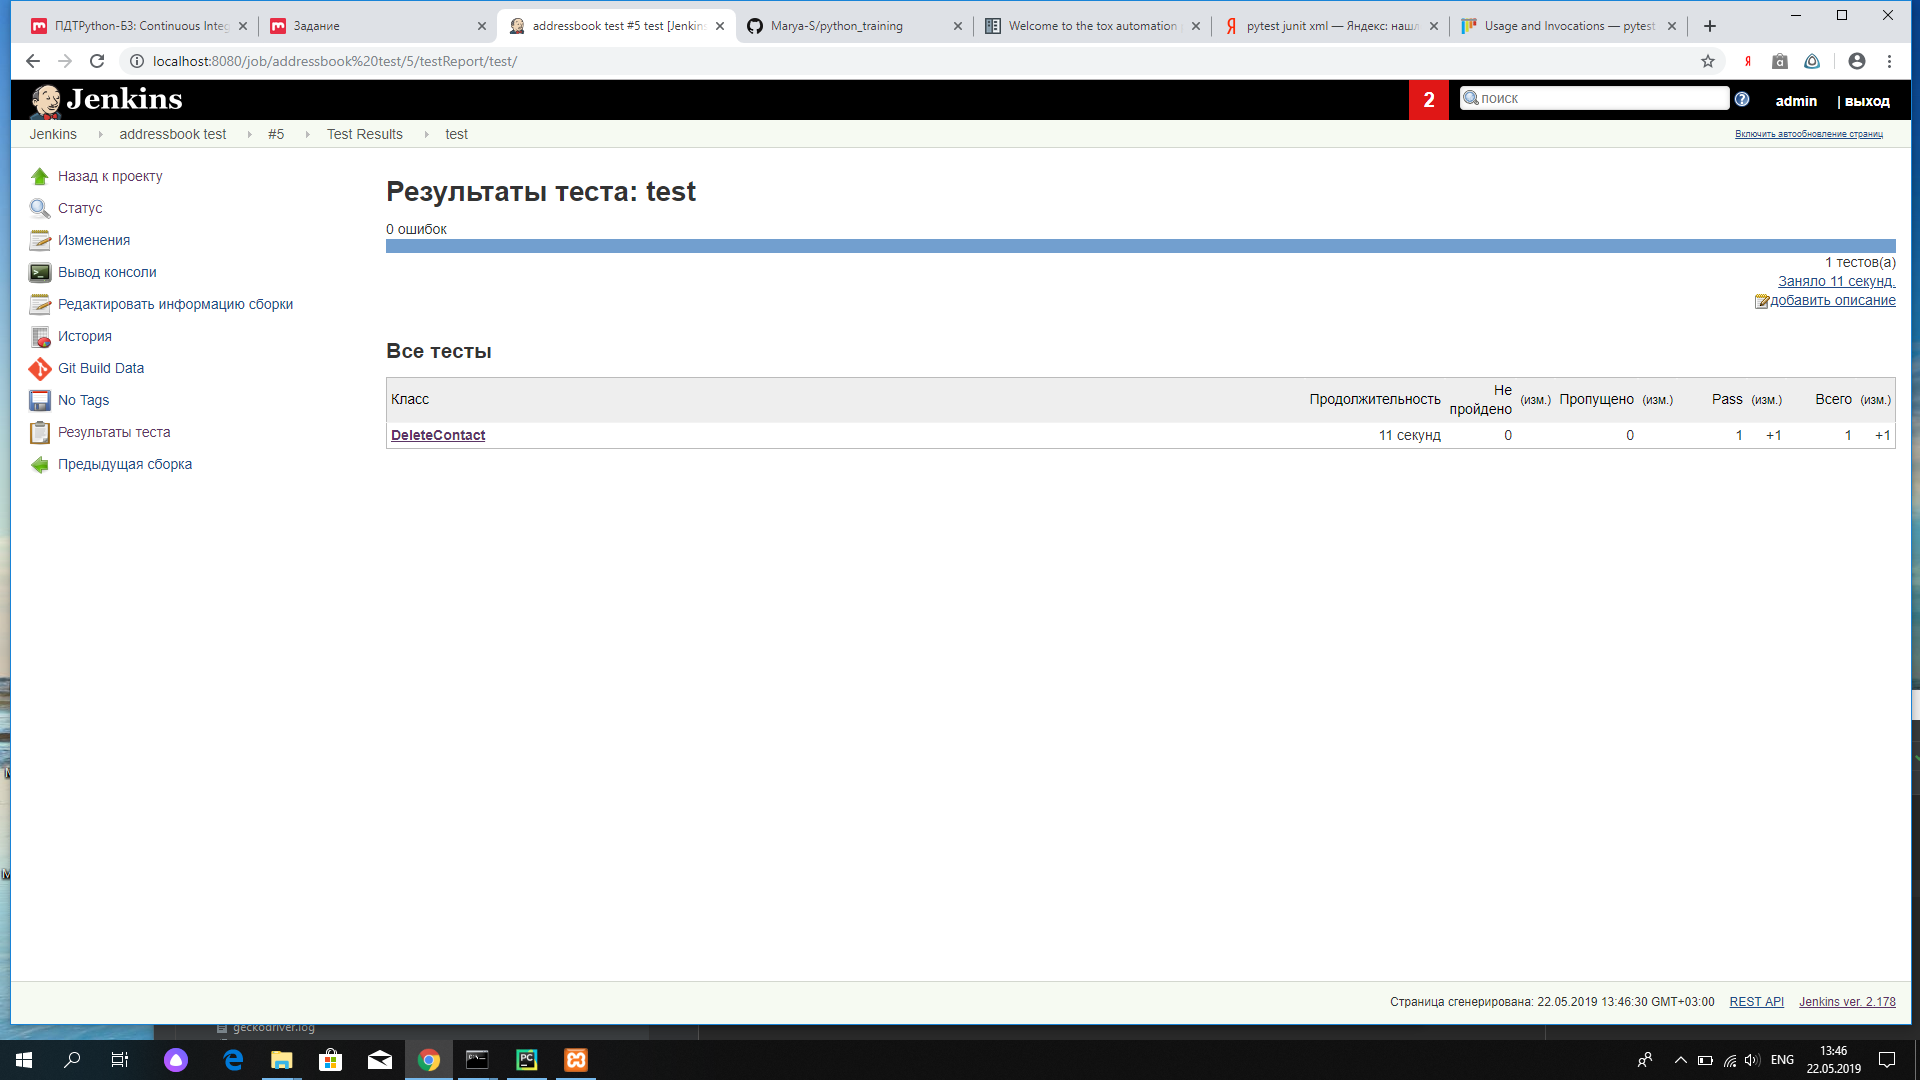 ПДТPython-Б3: Continuous Integ
Задание
addressbook test #5 test [Jenkins
Marya-S/python_training
Welcome to the tox automation
pytest junit xml — Яндекс: нашл
Usage and Invocations — pytest
localhost:8080/job/addressbook%20test/5/testReport/test/
Jenkins
2
поиск
admin
| выход
Jenkins
addressbook test
#5
Test Results
test
Включить автообновление страниц
Назад к проекту
Статус
Изменения
Вывод консоли
Редактировать информацию сборки
История
Git Build Data
No Tags
Результаты теста
Предыдущая сборка
Результаты теста: test
0 ошибок
1 тестов(а)
Заняло 11 секунд.
добавить описание
Все тесты
Класс Продолжительность Не пройдено (изм.) Пропущено (изм.) Pass (изм.) Всего (изм.)
DeleteContact 11 секунд 0 0 1 +1 1 +1
Страница сгенерирована: 22.05.2019 13:46:30 GMT+03:00
REST API
Jenkins ver. 2.178
geckodriver.log
ENG
13:46
22.05.2019